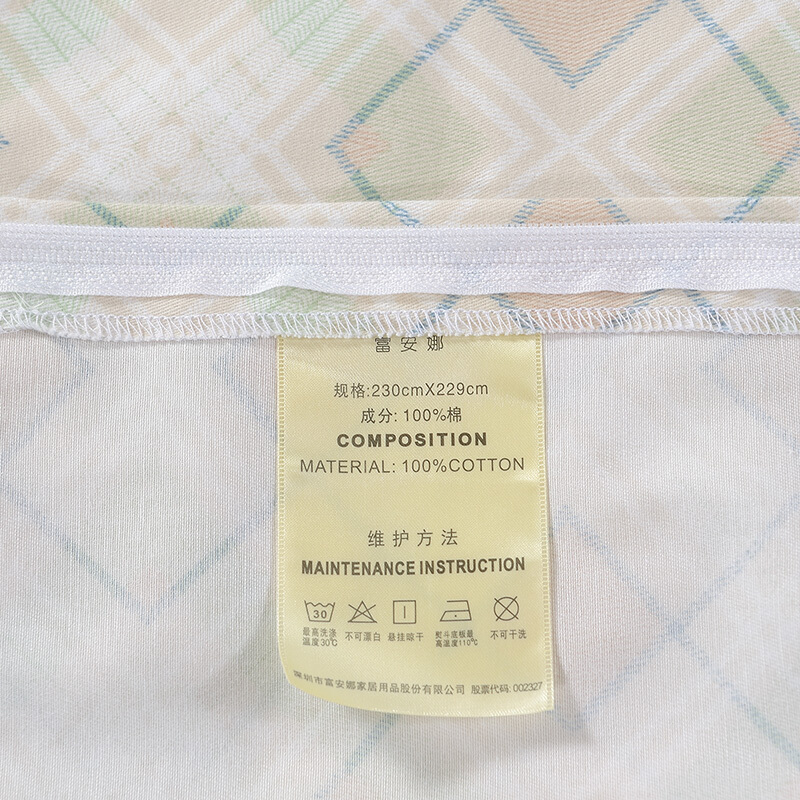 富安娜
规格:230cmX229cm
成分: 100%棉
COMPOSITION
MATERIAL: 100%COTTON
维护方法
MAINTENANCE INSTRUCTION
30
最高洗涤温度30℃ 不可漂白 悬挂晾干 熨斗底板最高温度110℃ 不可干洗
深圳市富安娜家居用品股份有限公司 股票代码: 002327